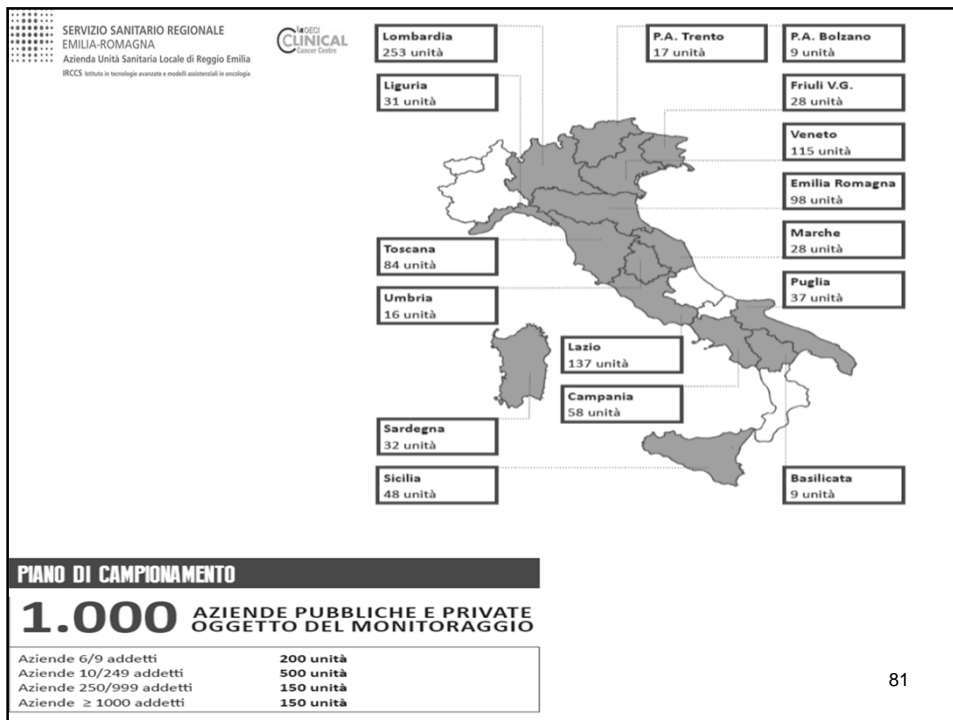 SERVIZIO SANITARIO REGIONALE
EMILIA-ROMAGNA
Azienda Unità Sanitaria Locale di Reggio Emilia
IRCCS Istituto in tecnologie avanzate e modelli assistenziali in oncologia
OECI
CLINICAL
Cancer Centre
Lombardia
253 unità
P.A. Trento
17 unità
P.A. Bolzano
9 unità
Liguria
31 unità
Friuli V.G.
28 unità
Veneto
115 unità
Emilia Romagna
98 unità
Toscana
84 unità
Marche
28 unità
Umbria
16 unità
Puglia
37 unità
Lazio
137 unità
Campania
58 unità
Sardegna
32 unità
Sicilia
48 unità
Basilicata
9 unità
PIANO DI CAMPIONAMENTO
1.000 AZIENDE PUBBLICHE E PRIVATE
OGGETTO DEL MONITORAGGIO
Aziende 6/9 addetti 200 unità
Aziende 10/249 addetti 500 unità
Aziende 250/999 addetti 150 unità
Aziende ≥ 1000 addetti 150 unità
81